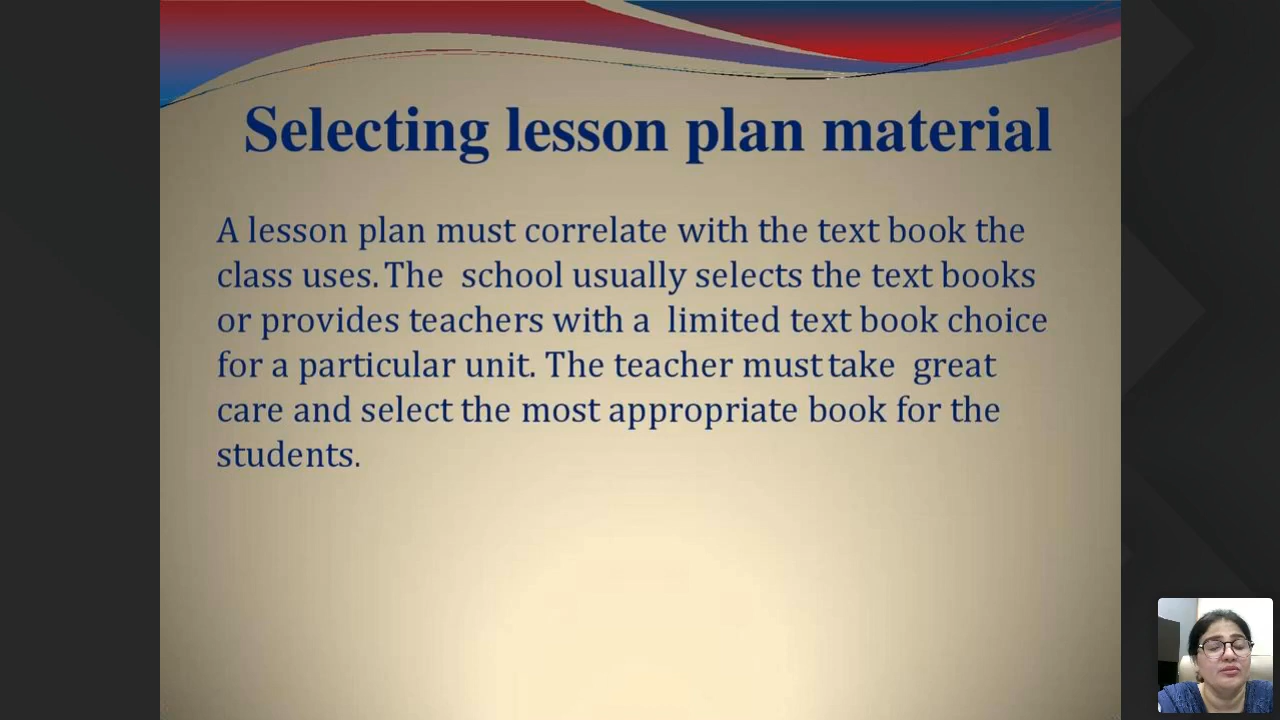 Selecting lesson plan material
A lesson plan must correlate with the text book the
class uses. The school usually selects the text books
or provides teachers with a limited text book choice
for a particular unit. The teacher must take great
care and select the most appropriate book for the
students.